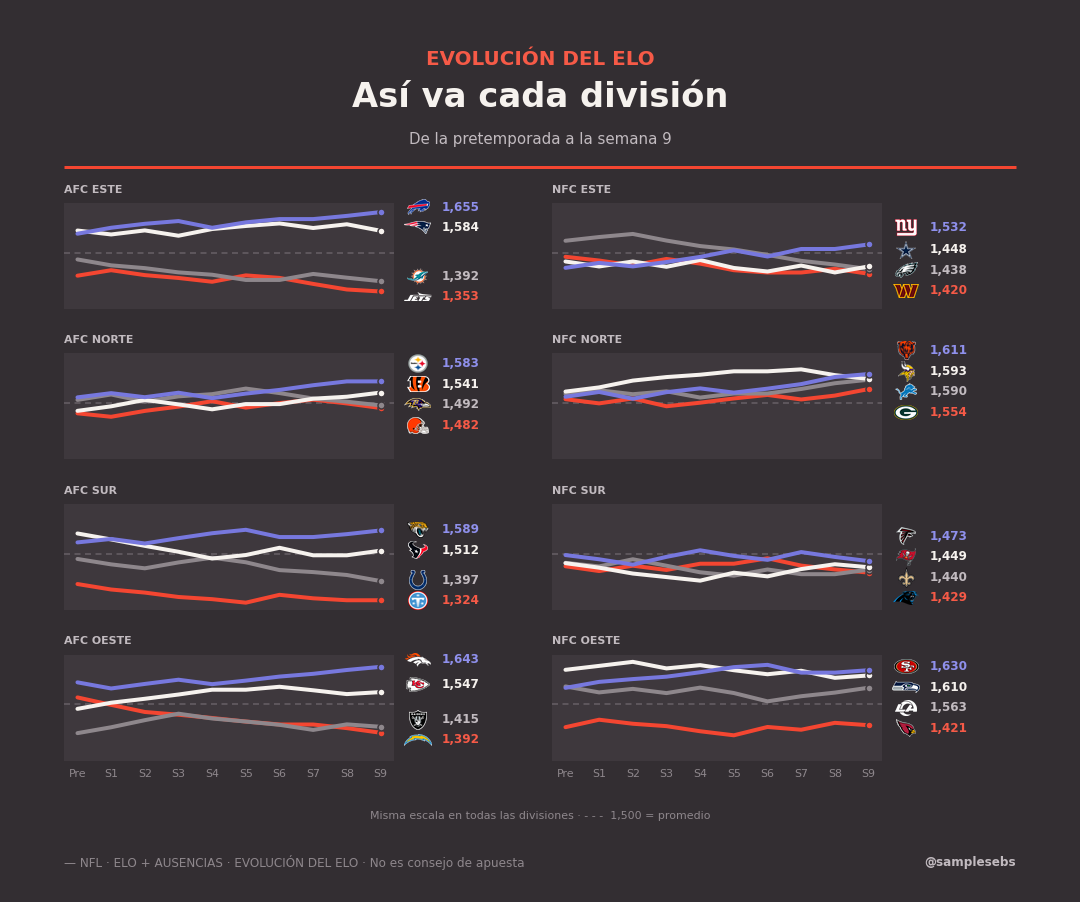 EVOLUCIÓN DEL ELO
Así va cada división
De la pretemporada a la semana 9
AFC ESTE
1,655
1,584
1,392
JETS
1,353
NFC ESTE
ny
1,532
1,448
1,438
W
1,420
AFC NORTE
1,583
B
1,541
1,492
1,482
NFC NORTE
1,611
1,593
1,590
G
1,554
AFC SUR
1,589
1,512
1,397
T
1,324
NFC SUR
1,473
1,449
1,440
1,429
AFC OESTE
1,643
KC
1,547
1,415
1,392
Pre S1 S2 S3 S4 S5 S6 S7 S8 S9
NFC OESTE
SF
1,630
1,610
1,563
1,421
Pre S1 S2 S3 S4 S5 S6 S7 S8 S9
Misma escala en todas las divisiones · - - - 1,500 = promedio
— NFL · ELO + AUSENCIAS · EVOLUCIÓN DEL ELO · No es consejo de apuesta
@samplesebs